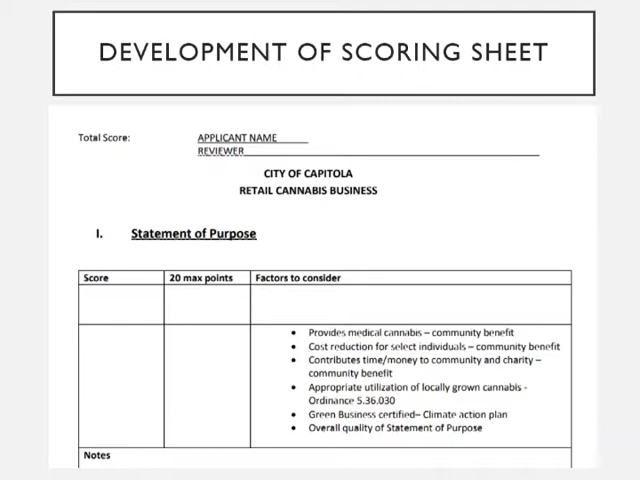 DEVELOPMENT OF SCORING SHEET
Total Score: APPLICANT NAME
REVIEWER
CITY OF CAPITOLA
RETAIL CANNABIS BUSINESS
I. Statement of Purpose
Score 20 max points Factors to consider
• Provides medical cannabis – community benefit
• Cost reduction for select individuals – community benefit
• Contributes time/money to community and charity –
community benefit
• Appropriate utilization of locally grown cannabis -
Ordinance 5.36.030
• Green Business certified– Climate action plan
• Overall quality of Statement of Purpose
Notes